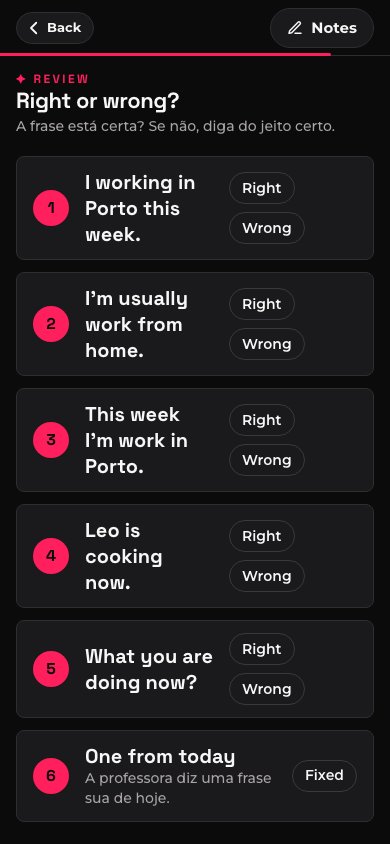 Back
Notes
REVIEW
Right or wrong?
A frase está certa? Se não, diga do jeito certo.
1
I working in
Porto this
week.
Right
Wrong
2
I'm usually
work from
home.
Right
Wrong
3
This week
I'm work in
Porto.
Right
Wrong
4
Leo is
cooking
now.
Right
Wrong
5
What you are
doing now?
Right
Wrong
6
One from today
A professora diz uma frase
sua de hoje.
Fixed